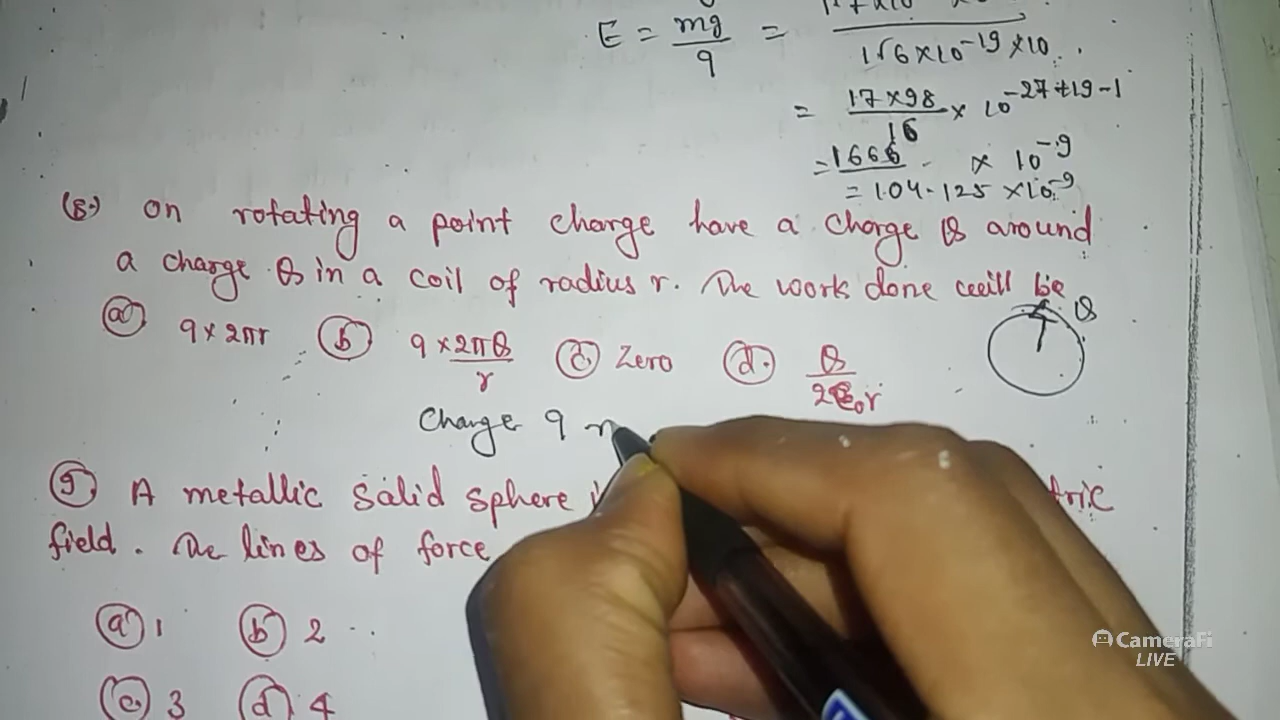 E = mg/q =
1.6×10⁻¹⁹×10
= 17×98/16 × 10⁻²⁷⁺¹⁹⁻¹
= 1666 × 10⁻⁹
= 104.125 ×10⁻⁹
(8.) On rotating a point charge have a charge Q around
a charge Q in a coil of radius r. The work done will be
(a) q×2πr (b) q×2πQ/r (c) Zero (d.) Q/2ε₀r
Q
Charge q
(9) A metallic salid sphere
field. The lines of force
(a) 1 (b) 2
(c) 3 (d) 4
CameraFi
LIVE